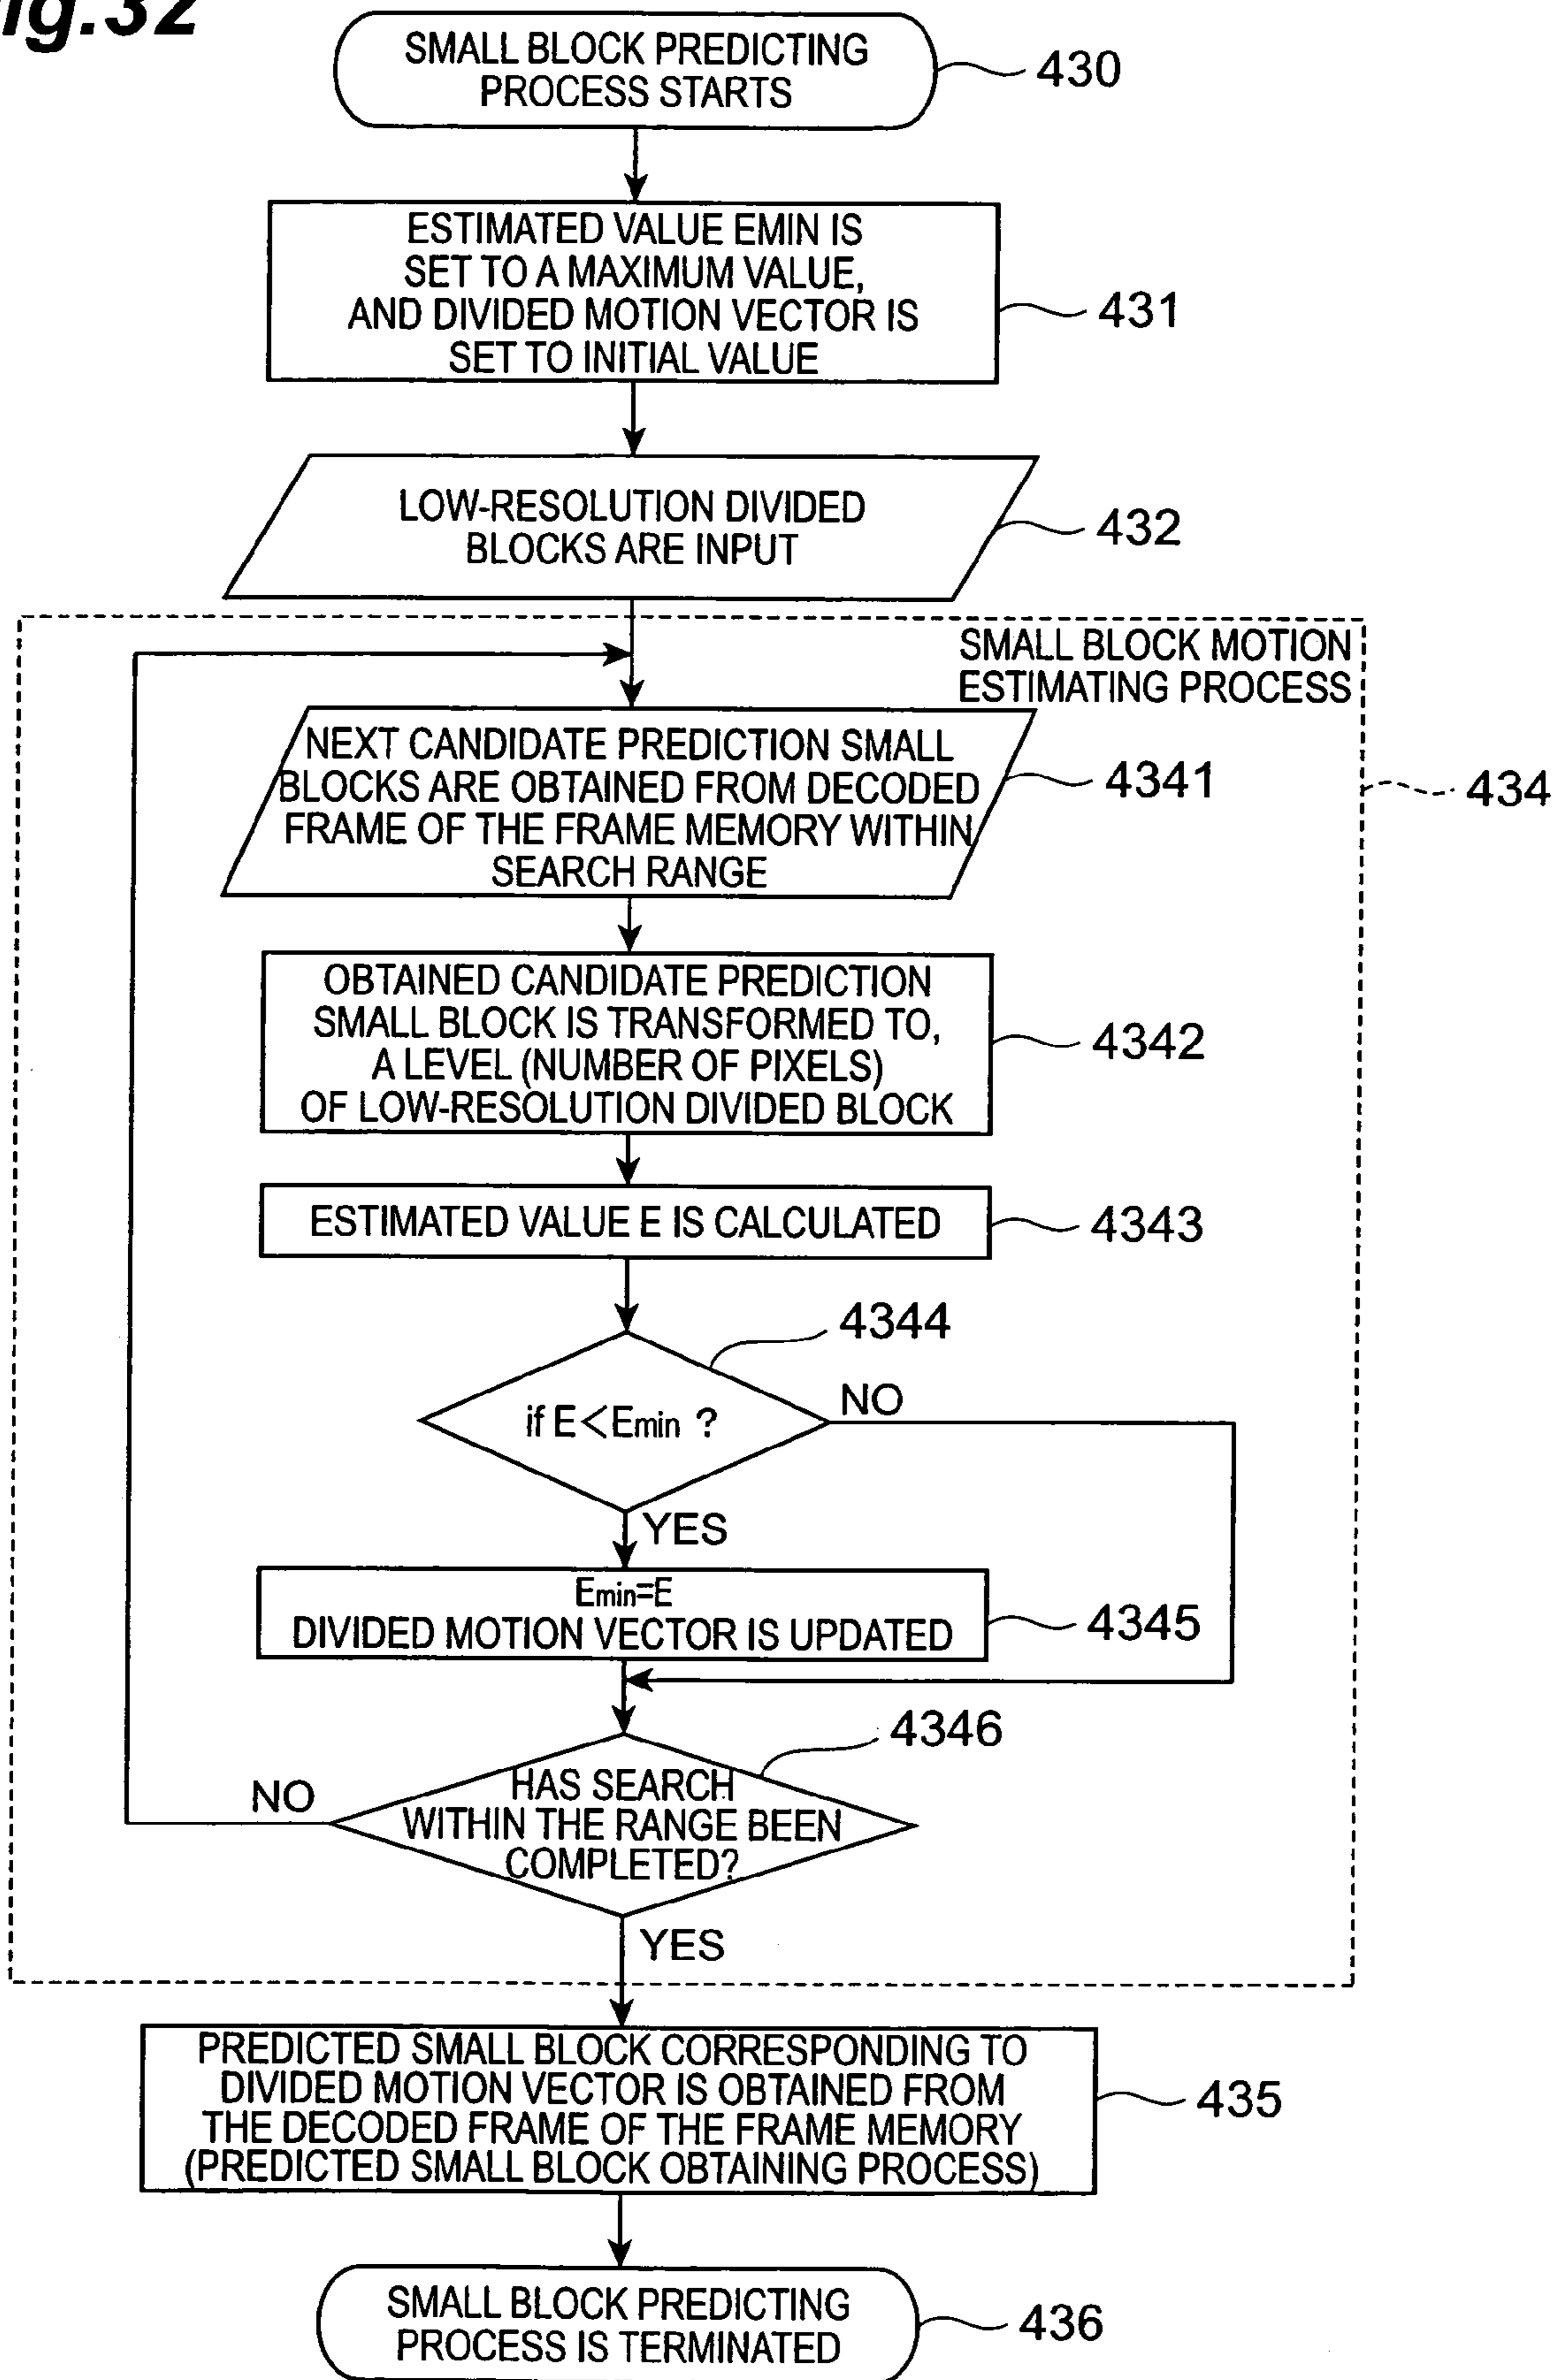 ig.32
SMALL BLOCK PREDICTING
PROCESS STARTS
430
ESTIMATED VALUE EMIN IS
SET TO A MAXIMUM VALUE,
AND DIVIDED MOTION VECTOR IS
SET TO INITIAL VALUE
431
LOW-RESOLUTION DIVIDED
BLOCKS ARE INPUT
432
SMALL BLOCK MOTION
ESTIMATING PROCESS
434
NEXT CANDIDATE PREDICTION SMALL
BLOCKS ARE OBTAINED FROM DECODED
FRAME OF THE FRAME MEMORY WITHIN
SEARCH RANGE
4341
OBTAINED CANDIDATE PREDICTION
SMALL BLOCK IS TRANSFORMED TO,
A LEVEL (NUMBER OF PIXELS)
OF LOW-RESOLUTION DIVIDED BLOCK
4342
ESTIMATED VALUE E IS CALCULATED
4343
4344
if E<Emin ?
NO
YES
Emin=E
DIVIDED MOTION VECTOR IS UPDATED
4345
4346
HAS SEARCH
WITHIN THE RANGE BEEN
COMPLETED?
NO
YES
PREDICTED SMALL BLOCK CORRESPONDING TO
DIVIDED MOTION VECTOR IS OBTAINED FROM
THE DECODED FRAME OF THE FRAME MEMORY
(PREDICTED SMALL BLOCK OBTAINING PROCESS)
435
SMALL BLOCK PREDICTING
PROCESS IS TERMINATED
436